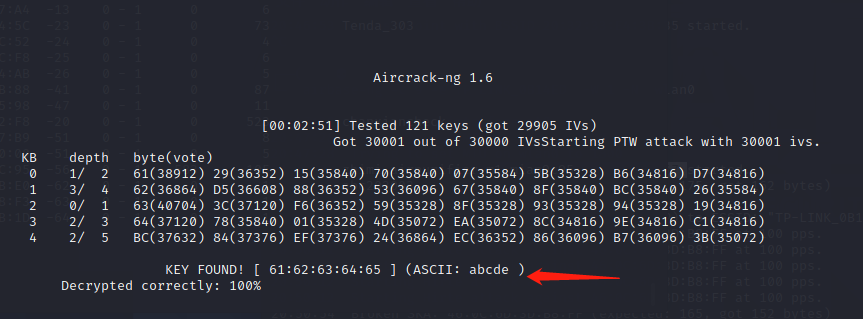 Tenda_303
started.
Aircrack-ng 1.6
[00:02:51] Tested 121 keys (got 29905 IVs)
Got 30001 out of 30000 IVsStarting PTW attack with 30001 ivs.
KB depth byte(vote)
0 1/ 2 61(38912) 29(36352) 15(35840) 70(35840) 07(35584) 5B(35328) B6(34816) D7(34816)
1 3/ 4 62(36864) D5(36608) 88(36352) 53(36096) 67(35840) 8F(35840) BC(35840) 26(35584)
2 0/ 1 63(40704) 3C(37120) F6(36352) 59(35328) 8F(35328) 93(35328) 94(35328) 19(34816)
3 2/ 3 64(37120) 78(35840) 01(35328) 4D(35072) EA(35072) 8C(34816) 9E(34816) C1(34816)
4 2/ 5 BC(37632) 84(37376) EF(37376) 24(36864) EC(36352) 86(36096) B7(36096) 3B(35072)
KEY FOUND! [ 61:62:63:64:65 ] (ASCII: abcde )
Decrypted correctly: 100%